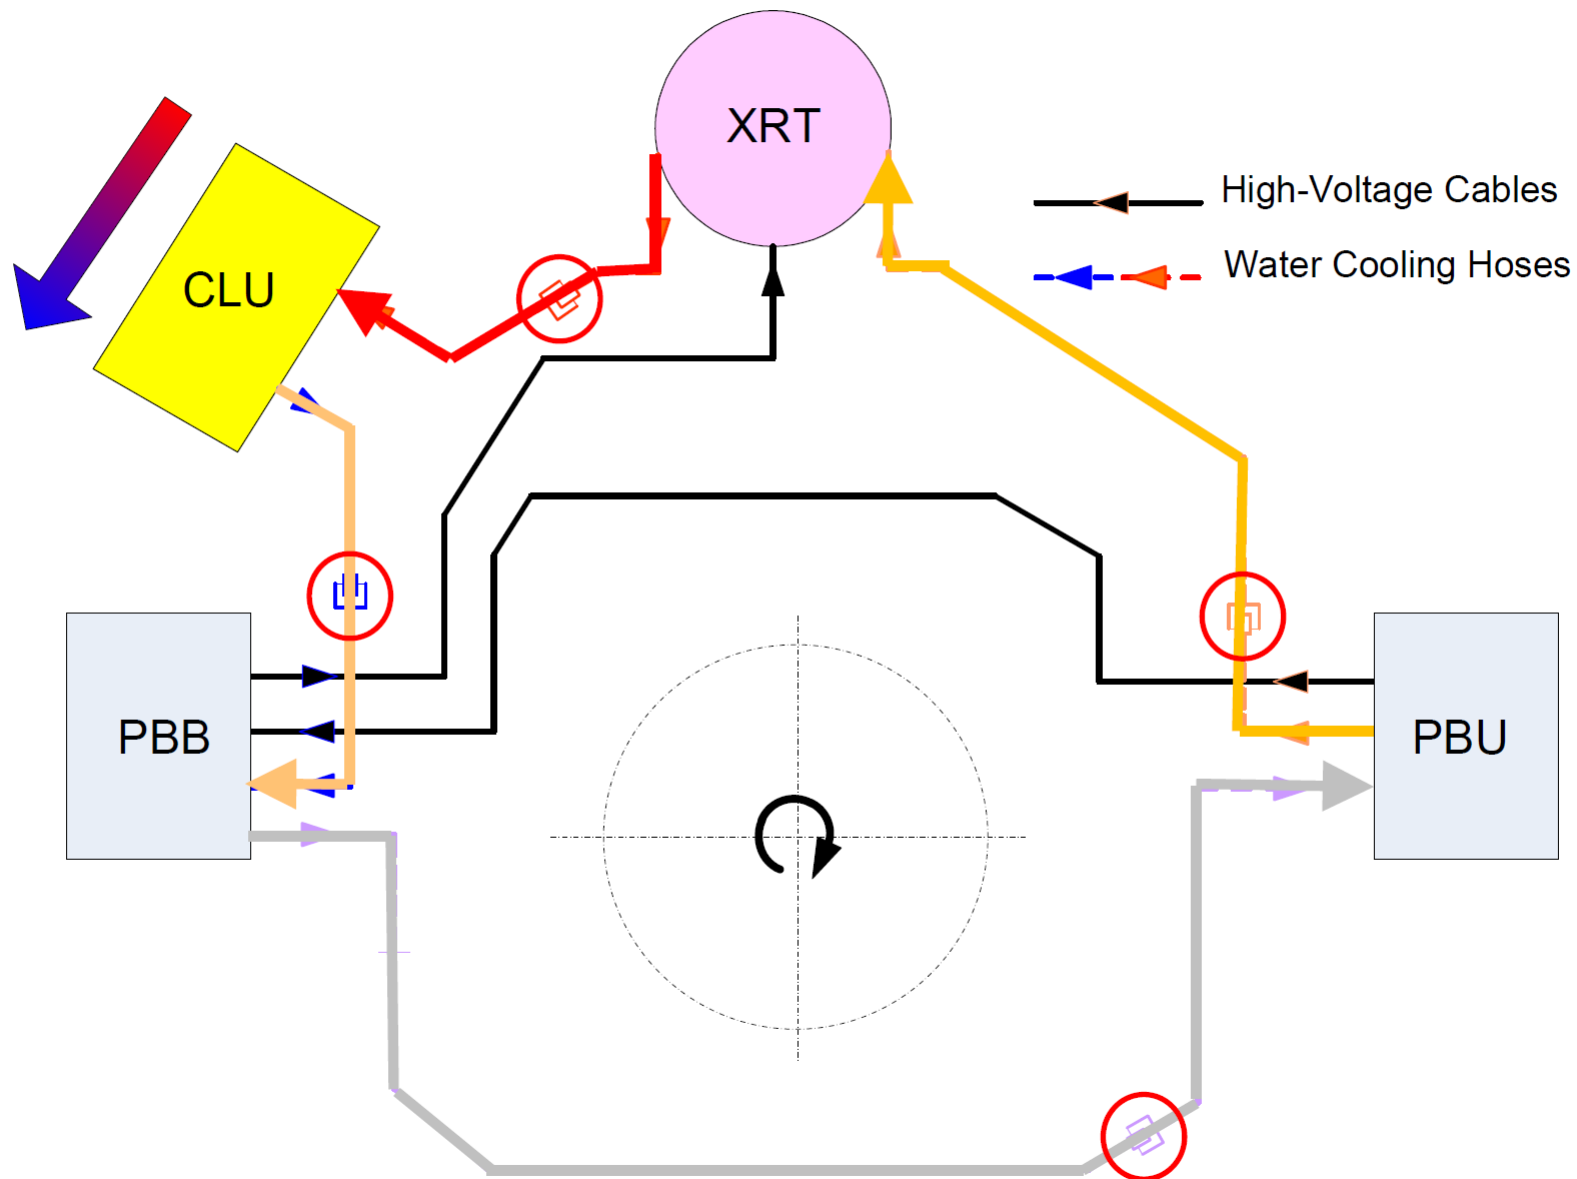 XRT
High-Voltage Cables
Water Cooling Hoses
CLU
PBB
PBU